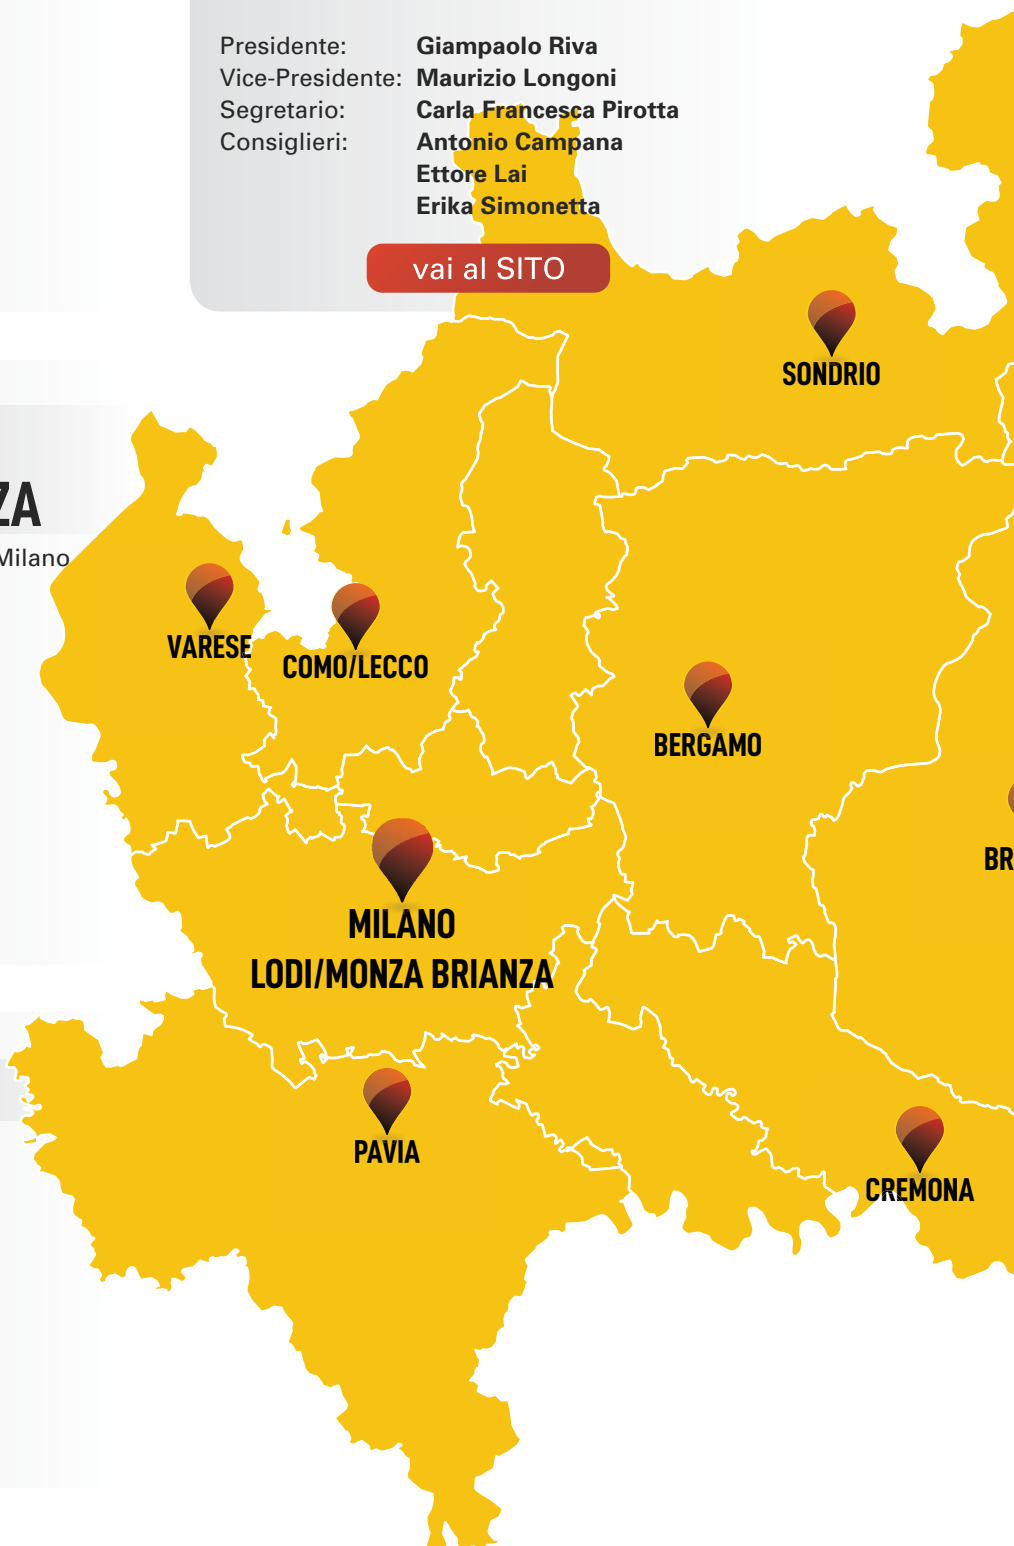 Presidente: Giampaolo Riva
Vice-Presidente: Maurizio Longoni
Segretario: Carla Francesca Pirotta
Consiglieri: Antonio Campana
Ettore Lai
Erika Simonetta
vai al SITO
SONDRIO
ZA
Milano
VARESE
COMO/LECCO
BERGAMO
BR
MILANO
LODI/MONZA BRIANZA
PAVIA
CREMONA